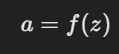 a = f(z)